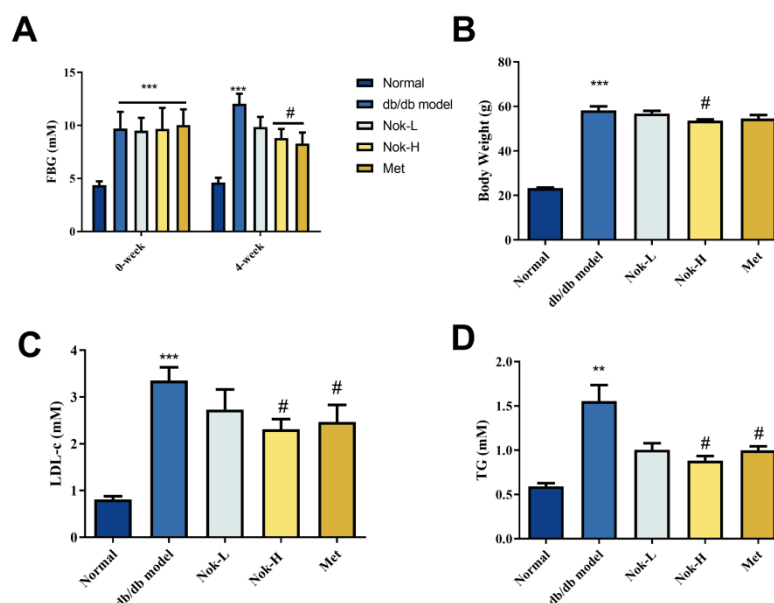 A
FBG (mM)
15
10
5
0
***
***
#
0-week
4-week
Normal
db/db model
Nok-L
Nok-H
Met
B
Body Weight (g)
80
60
40
20
0
***
#
Normal
db/db model
Nok-L
Nok-H
Met
C
LDL-c (mM)
4
3
2
1
0
***
#
#
Normal
db/db model
Nok-L
Nok-H
Met
D
TG (mM)
2.0
1.5
1.0
0.5
0.0
**
#
#
Normal
db/db model
Nok-L
Nok-H
Met